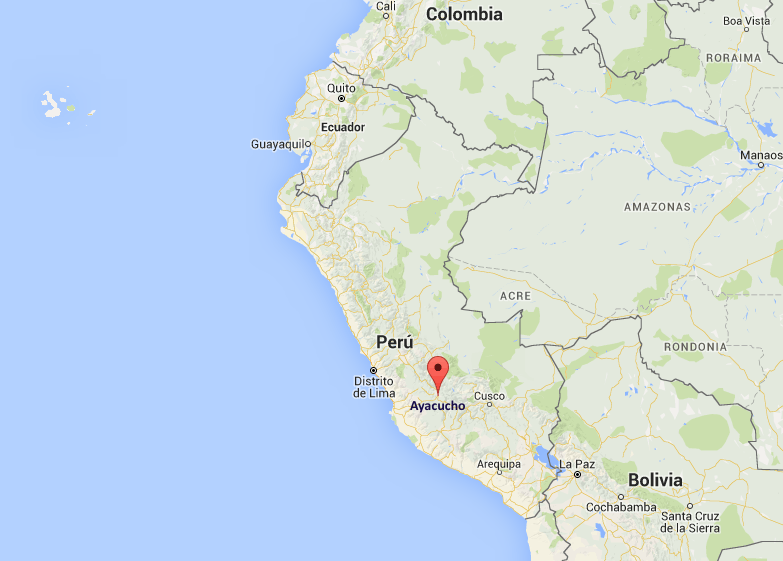 Cali
Colombia
Boa Vista
RORAIMA
Quito
Ecuador
Guayaquil
Manaos
AMAZONAS
ACRE
RONDONIA
Perú
Distrito
de Lima
Ayacucho
Cusco
Arequipa
La Paz
Bolivia
Cochabamba
Santa Cruz
de la Sierra